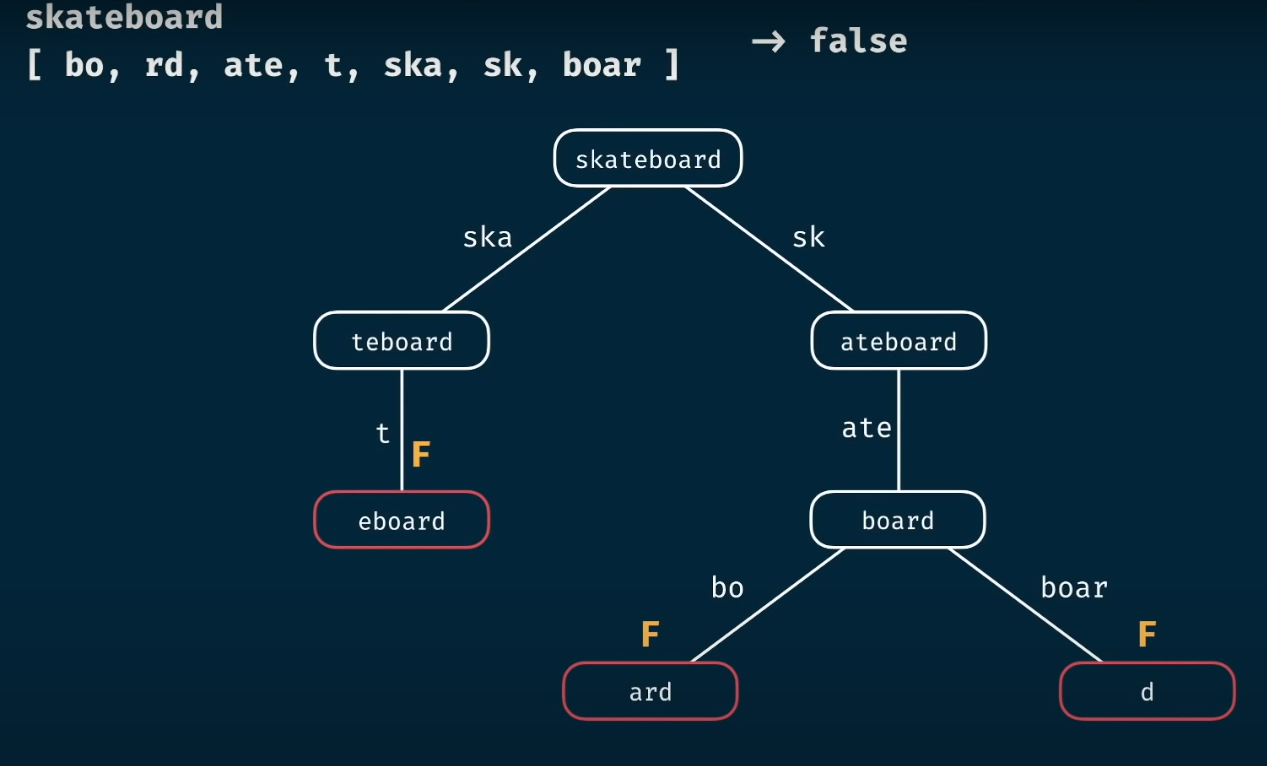 skateboard
→ false
[ bo, rd, ate, t, ska, sk, boar ]
skateboard
ska
sk
teboard
ateboard
t
ate
F
eboard
board
bo
boar
F
F
ard
d